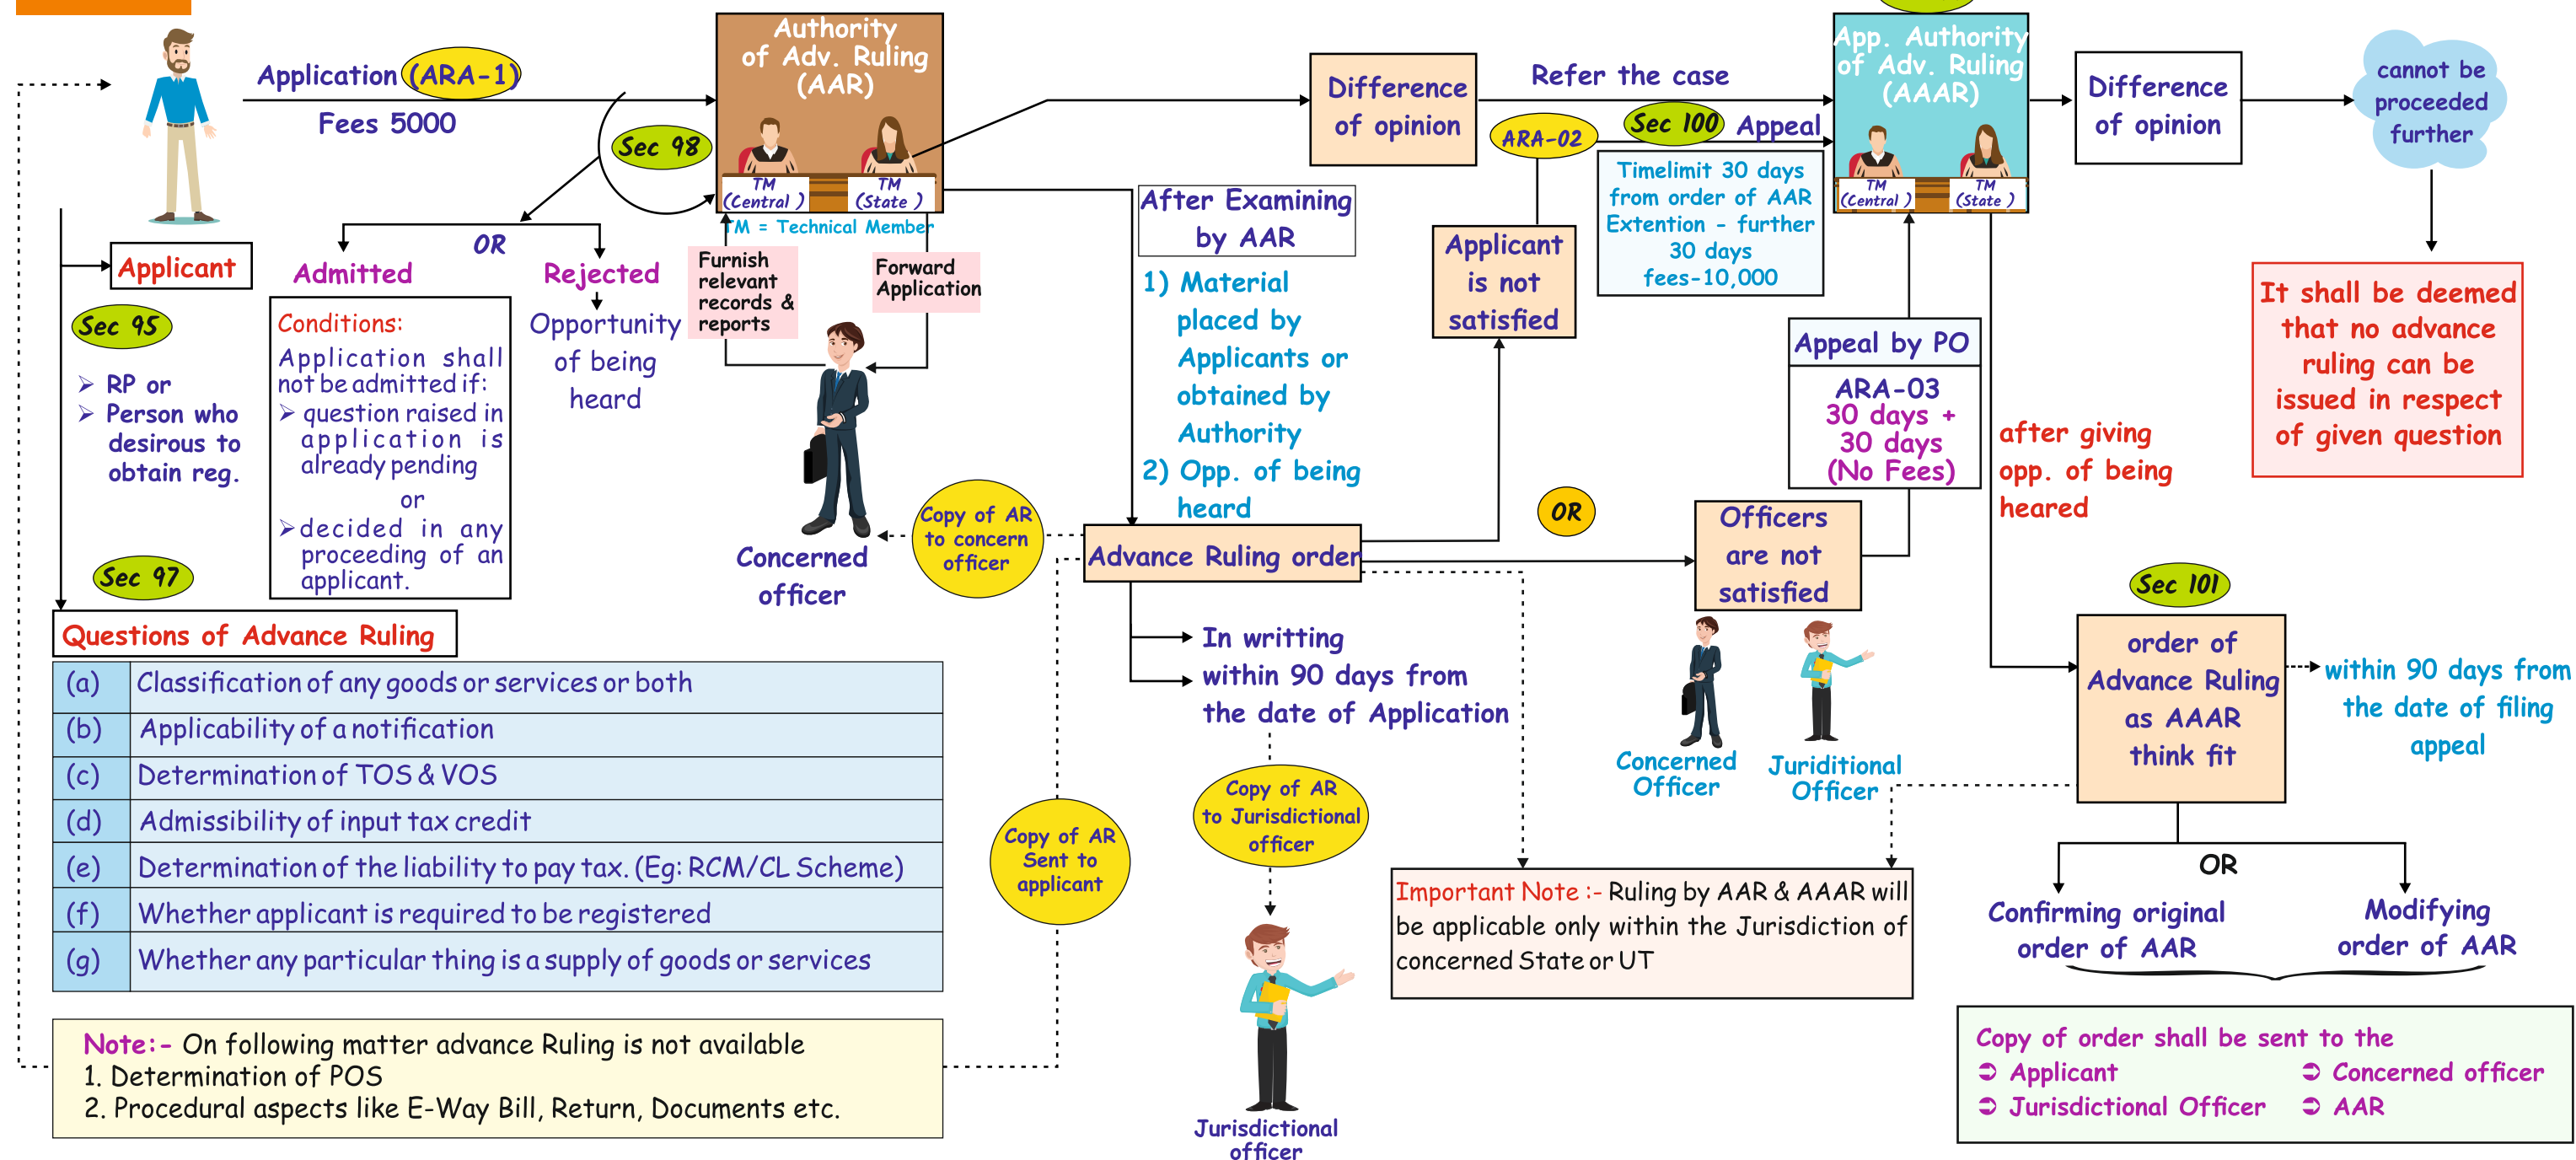 Application (ARA-1)
Fees 5000
Sec 98
Authority
of Adv. Ruling
(AAR)
TM
(Central )
TM
(State )
TM = Technical Member
Applicant
Sec 95
RP or
Person who
desirous to
obtain reg.
Sec 97
OR
Admitted
Rejected
Conditions:
Application shall
not be admitted if:
question raised in
application is
already pending
or
decided in any
proceeding of an
applicant.
Opportunity
of being
heard
Furnish
relevant
records &
reports
Forward
Application
Concerned
officer
Copy of AR
to concern
officer
After Examining
by AAR
1) Material
placed by
Applicants or
obtained by
Authority
2) Opp. of being
heard
Advance Ruling order
In writting
within 90 days from
the date of Application
Copy of AR
Sent to
applicant
Copy of AR
to Jurisdictional
officer
Jurisdictional
officer
Difference
of opinion
Refer the case
ARA-02
Sec 100
Appeal
Timelimit 30 days
from order of AAR
Extention - further
30 days
fees-10,000
Applicant
is not
satisfied
OR
Officers
are not
satisfied
Concerned
Officer
Juriditional
Officer
Appeal by PO
ARA-03
30 days +
30 days
(No Fees)
App. Authority
of Adv. Ruling
(AAAR)
TM
(Central )
TM
(State )
Difference
of opinion
cannot be
proceeded
further
It shall be deemed
that no advance
ruling can be
issued in respect
of given question
after giving
opp. of being
heared
Sec 101
order of
Advance Ruling
as AAAR
think fit
within 90 days from
the date of filing
appeal
OR
Confirming original
order of AAR
Modifying
order of AAR
Copy of order shall be sent to the
Applicant
Concerned officer
Jurisdictional Officer
AAR
Important Note :- Ruling by AAR & AAAR will
be applicable only within the Jurisdiction of
concerned State or UT
Questions of Advance Ruling
(a) Classification of any goods or services or both
(b) Applicability of a notification
(c) Determination of TOS & VOS
(d) Admissibility of input tax credit
(e) Determination of the liability to pay tax. (Eg: RCM/CL Scheme)
(f) Whether applicant is required to be registered
(g) Whether any particular thing is a supply of goods or services
Note:- On following matter advance Ruling is not available
1. Determination of POS
2. Procedural aspects like E-Way Bill, Return, Documents etc.